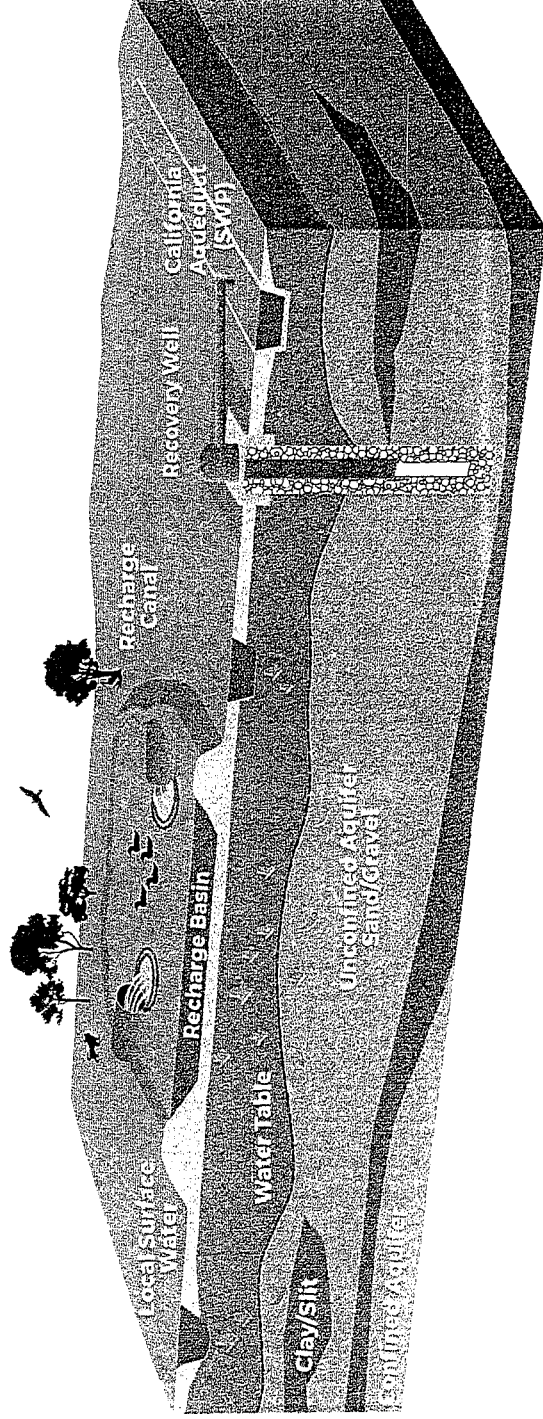 Local Surface
Water
Recharge Basin
Recharge
Canal
Recovery Well
California
Aqueduct
(SWP)
Water Table
Clay/Slit
Unconfined Aquifer
Sand/Gravel
Confined Aquifer